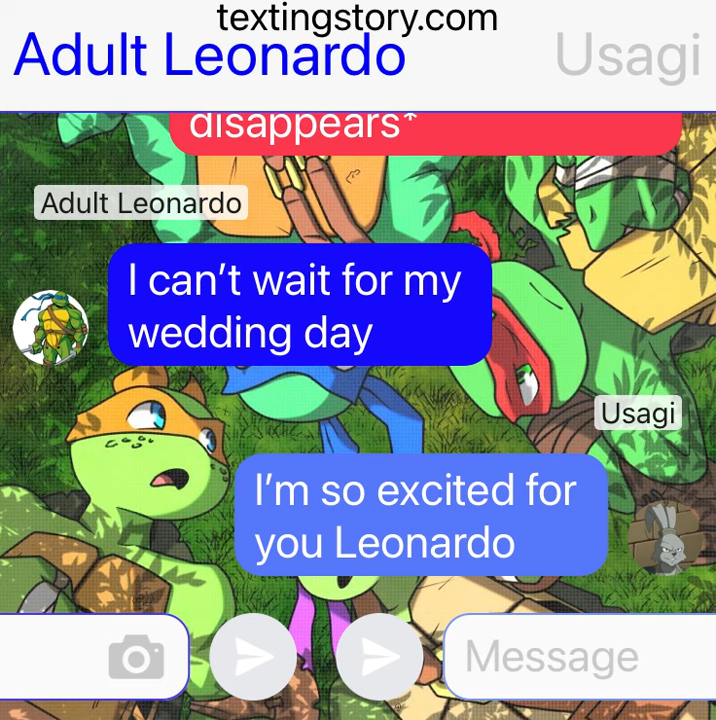 textingstory.com
Adult Leonardo
Usagi
disappears*
Adult Leonardo
I can’t wait for my
wedding day
Usagi
I’m so excited for
you Leonardo
Message